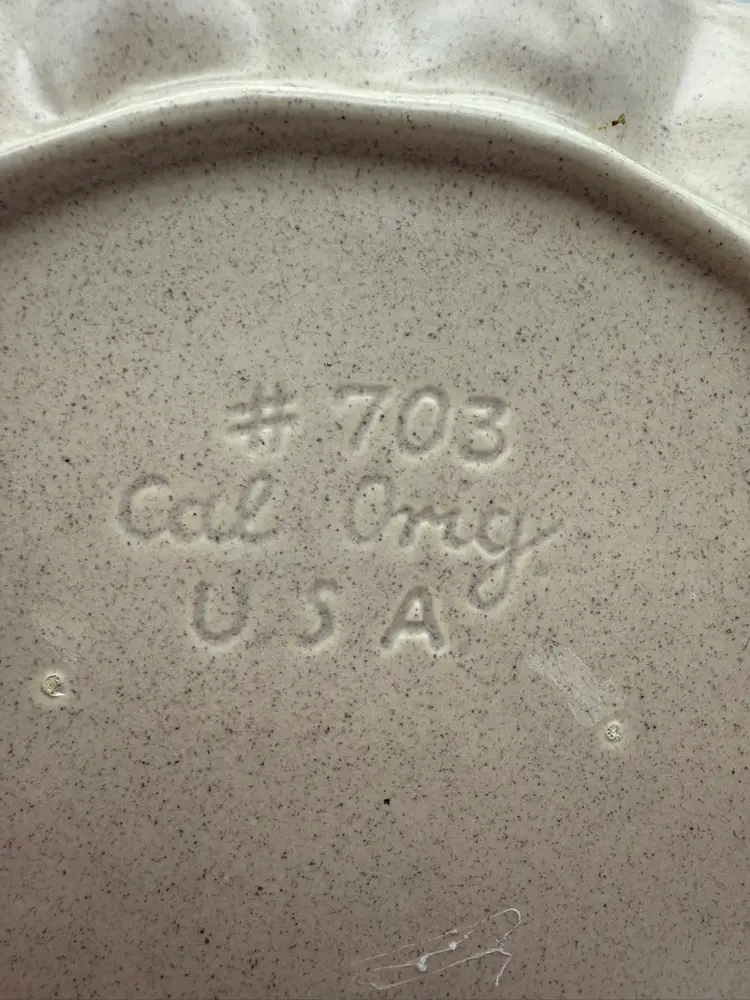 # 703
Cal Orig
U S A